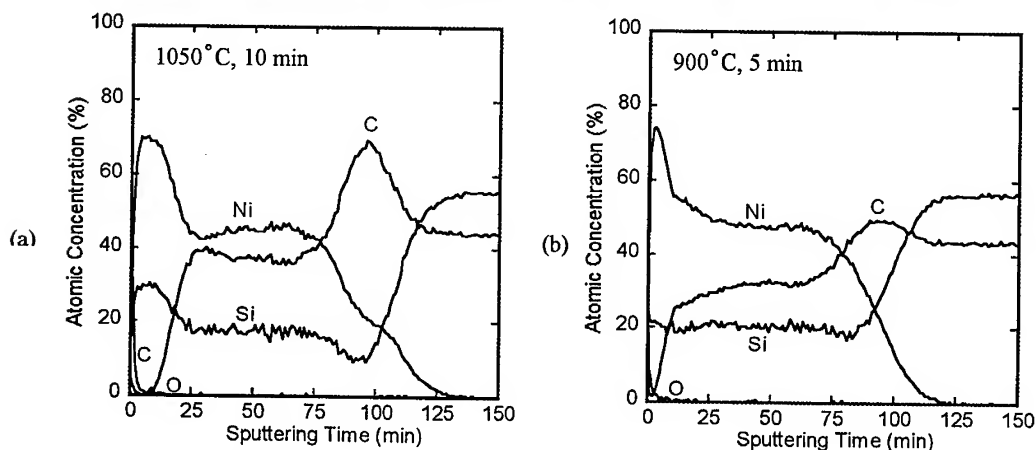 (a)
1050°C, 10 min
Atomic Concentration (%)
100
80
60
40
20
0
Ni
C
Si
C
O
0
25
50
75
100
125
150
Sputtering Time (min)
(b)
900°C, 5 min
Atomic Concentration (%)
100
80
60
40
20
0
Ni
C
Si
O
0
25
50
75
100
125
150
Sputtering Time (min)